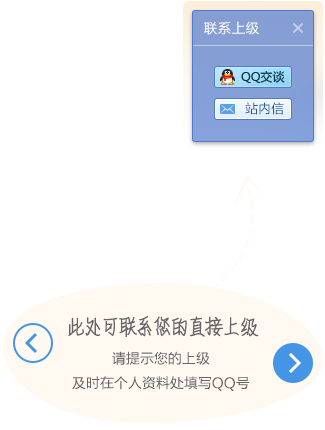 联系上级
QQ交谈
站内信
此处可联系您的直接上级
请提示您的上级
及时在个人资料处填写QQ号